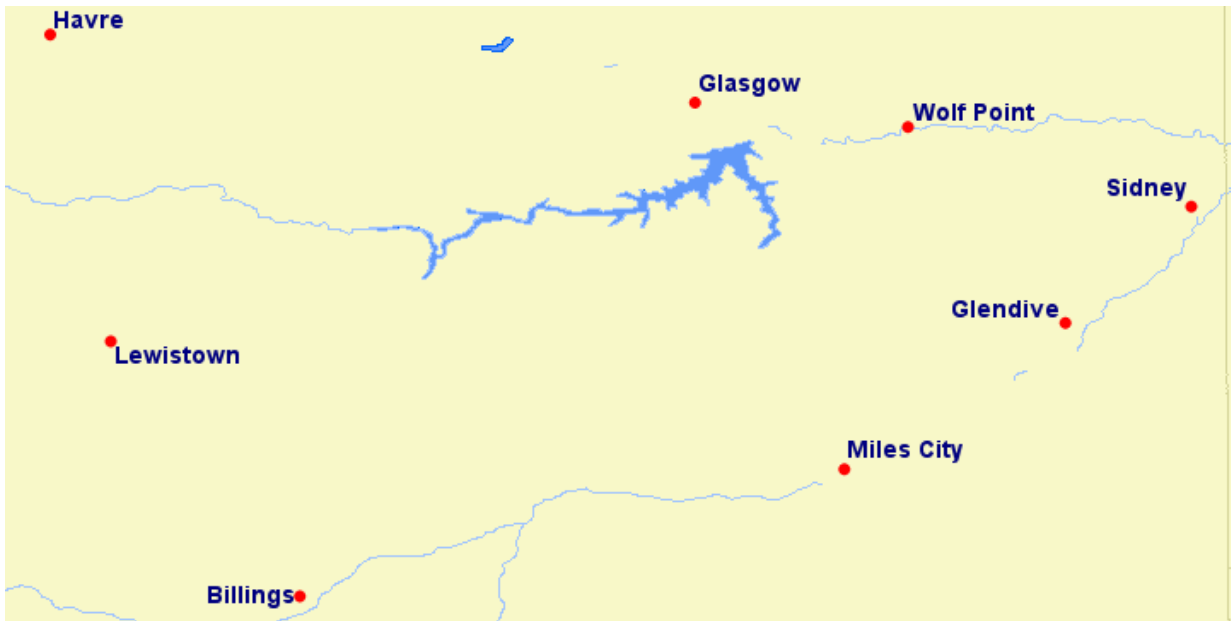 Havre
Glasgow
Wolf Point
Sidney
Glendive
Lewistown
Miles City
Billings